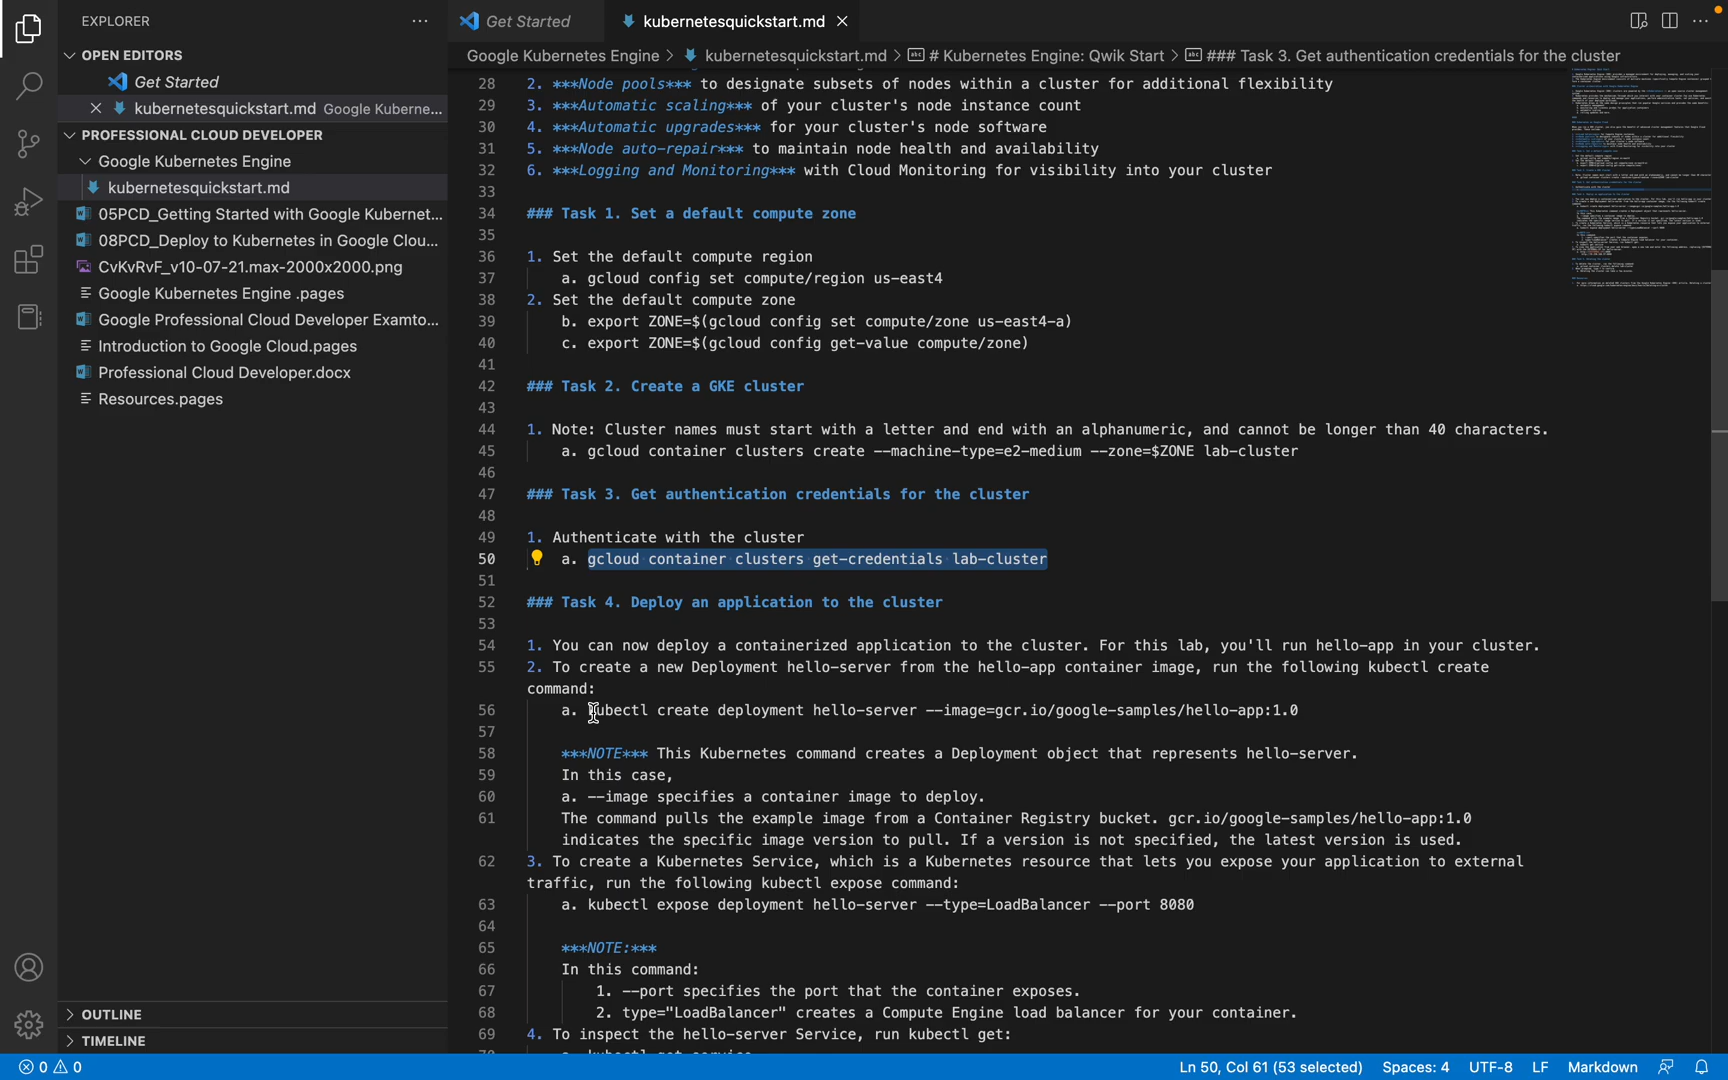 EXPLORER
OPEN EDITORS
Get Started
kubernetesquickstart.md Google Kuberne...
PROFESSIONAL CLOUD DEVELOPER
Google Kubernetes Engine
kubernetesquickstart.md
05PCD_Getting Started with Google Kubernet...
08PCD_Deploy to Kubernetes in Google Clou...
CvKvRvF_v10-07-21.max-2000x2000.png
Google Kubernetes Engine .pages
Google Professional Cloud Developer Examto...
Introduction to Google Cloud.pages
Professional Cloud Developer.docx
Resources.pages
OUTLINE
TIMELINE
Get Started
kubernetesquickstart.md
Google Kubernetes Engine > kubernetesquickstart.md > # Kubernetes Engine: Qwik Start > ### Task 3. Get authentication credentials for the cluster
28 2. ***Node pools*** to designate subsets of nodes within a cluster for additional flexibility
29 3. ***Automatic scaling*** of your cluster's node instance count
30 4. ***Automatic upgrades*** for your cluster's node software
31 5. ***Node auto-repair*** to maintain node health and availability
32 6. ***Logging and Monitoring*** with Cloud Monitoring for visibility into your cluster
33
34 ### Task 1. Set a default compute zone
35
36 1. Set the default compute region
37 a. gcloud config set compute/region us-east4
38 2. Set the default compute zone
39 b. export ZONE=$(gcloud config set compute/zone us-east4-a)
40 c. export ZONE=$(gcloud config get-value compute/zone)
41
42 ### Task 2. Create a GKE cluster
43
44 1. Note: Cluster names must start with a letter and end with an alphanumeric, and cannot be longer than 40 characters.
45 a. gcloud container clusters create --machine-type=e2-medium --zone=$ZONE lab-cluster
46
47 ### Task 3. Get authentication credentials for the cluster
48
49 1. Authenticate with the cluster
50 a. gcloud container clusters get-credentials lab-cluster
51
52 ### Task 4. Deploy an application to the cluster
53
54 1. You can now deploy a containerized application to the cluster. For this lab, you'll run hello-app in your cluster.
55 2. To create a new Deployment hello-server from the hello-app container image, run the following kubectl create
command:
56 a. kubectl create deployment hello-server --image=gcr.io/google-samples/hello-app:1.0
57
58 ***NOTE*** This Kubernetes command creates a Deployment object that represents hello-server.
59 In this case,
60 a. --image specifies a container image to deploy.
61 The command pulls the example image from a Container Registry bucket. gcr.io/google-samples/hello-app:1.0
indicates the specific image version to pull. If a version is not specified, the latest version is used.
62 3. To create a Kubernetes Service, which is a Kubernetes resource that lets you expose your application to external
traffic, run the following kubectl expose command:
63 a. kubectl expose deployment hello-server --type=LoadBalancer --port 8080
64
65 ***NOTE:***
66 In this command:
67 1. --port specifies the port that the container exposes.
68 2. type="LoadBalancer" creates a Compute Engine load balancer for your container.
69 4. To inspect the hello-server Service, run kubectl get:
0 0
Ln 50, Col 61 (53 selected) Spaces: 4 UTF-8 LF Markdown